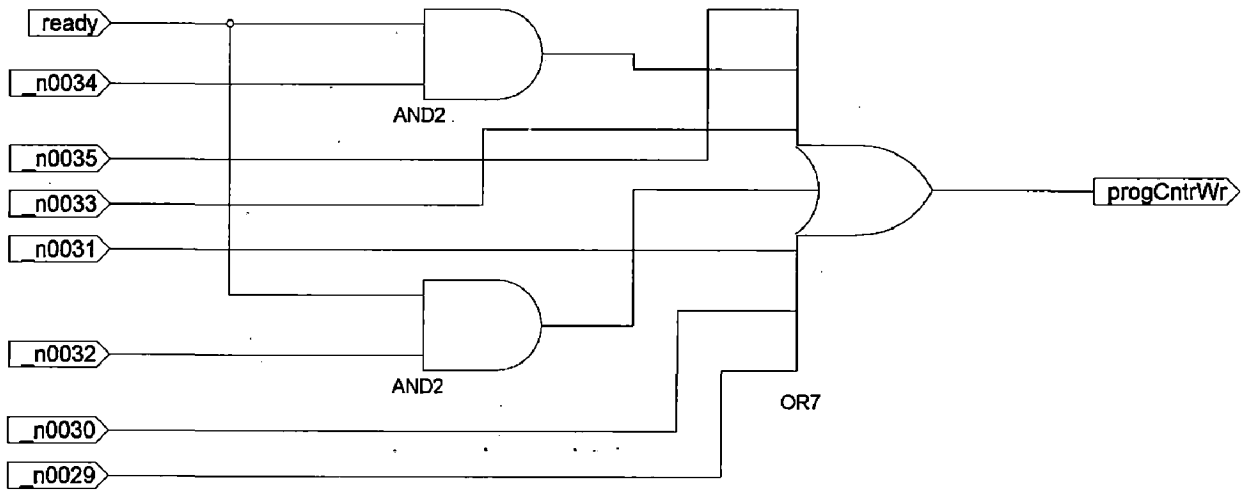 ready
_n0034
AND2
_n0035
_n0033
progCntrWr
_n0031
_n0032
AND2
OR7
_n0030
_n0029